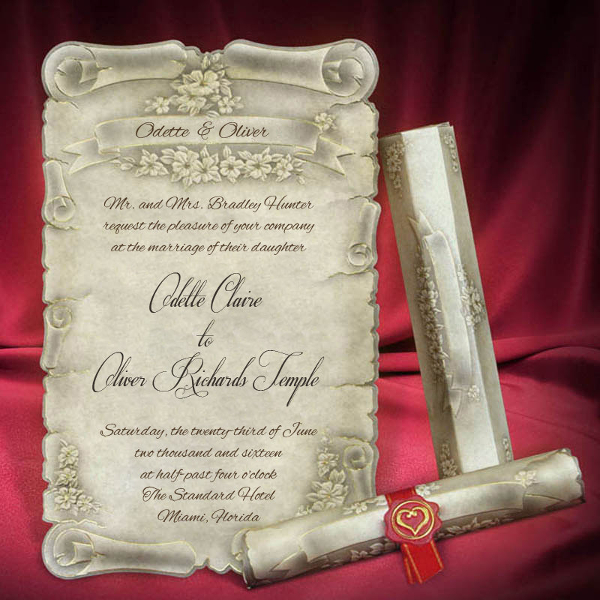 Odette & Oliver
Mr. and Mrs. Bradley Hunter
request the pleasure of your company
at the marriage of their daughter
Odette Claire
to
Oliver Richards Temple
Saturday, the twenty-third of June
two thousand and sixteen
at half-past four o'clock
The Standard Hotel
Miami, Florida